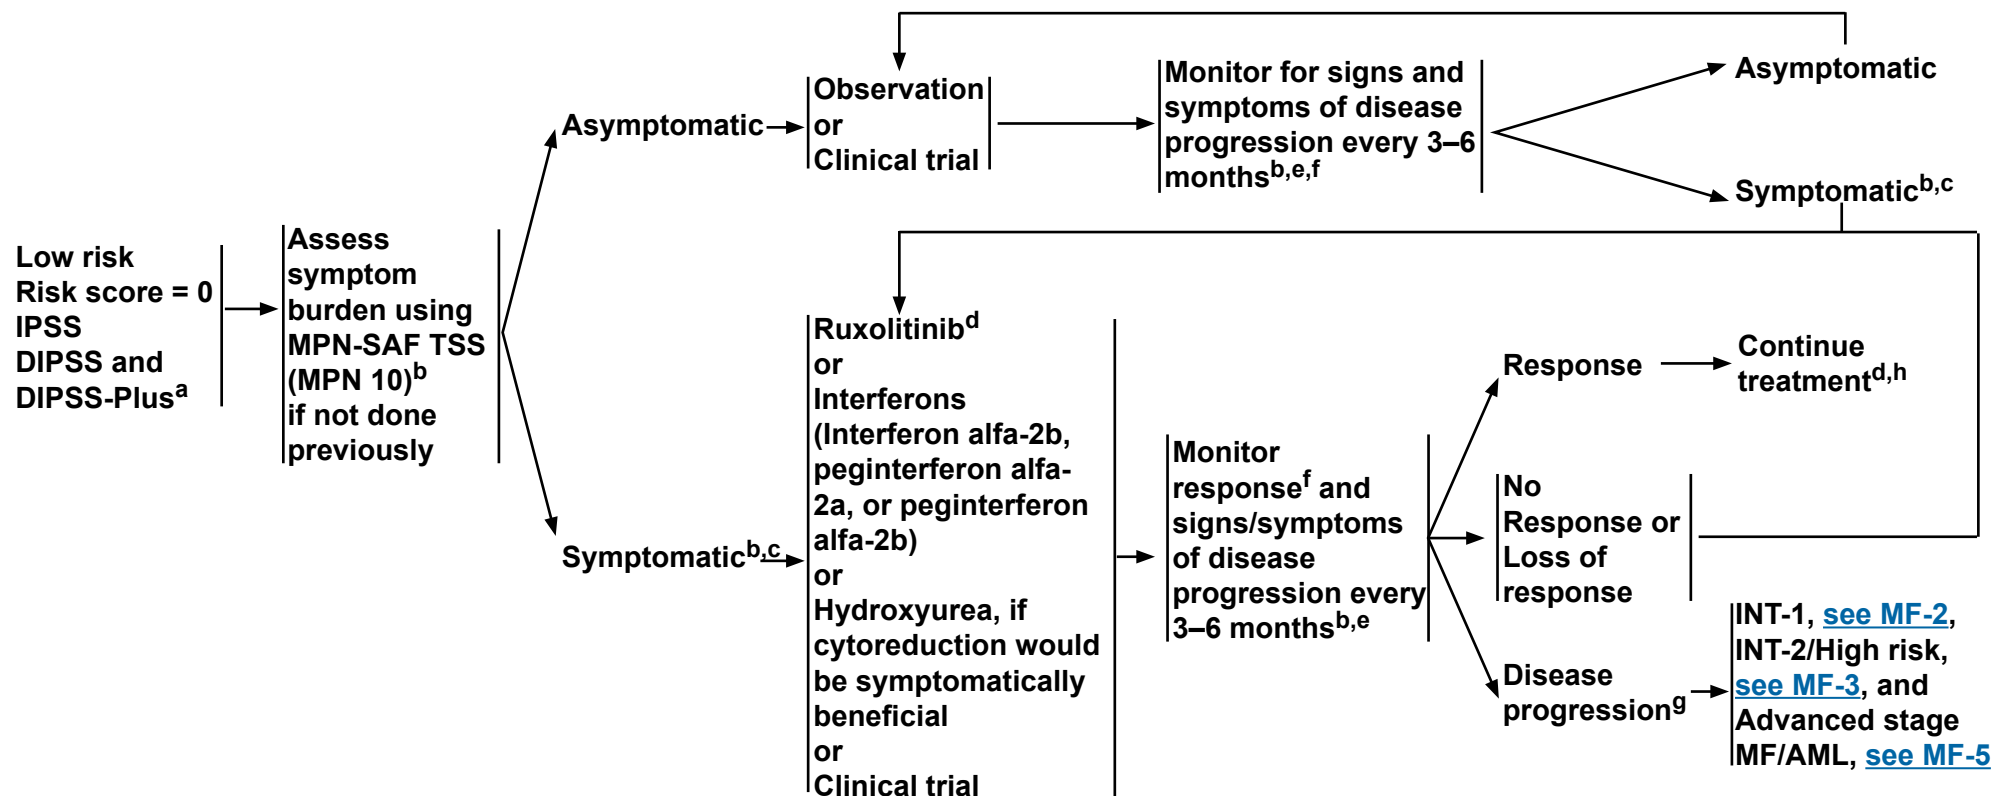 Low risk
Risk score = 0
IPSS
DIPSS and
DIPSS-Plusa
Assess
symptom
burden using
MPN-SAF TSS
(MPN 10)b
if not done
previously
Asymptomatic
Observation
or
Clinical trial
Monitor for signs and
symptoms of disease
progression every 3–6
monthsb,e,f
Asymptomatic
Symptomaticb,c
Symptomaticb,c
Ruxolitinibd
or
Interferons
(Interferon alfa-2b,
peginterferon alfa-
2a, or peginterferon
alfa-2b)
or
Hydroxyurea, if
cytoreduction would
be symptomatically
beneficial
or
Clinical trial
Monitor
responsef and
signs/symptoms
of disease
progression every
3–6 monthsb,e
Response
Continue
treatmentd,h
No
Response or
Loss of
response
Disease
progressiong
INT-1, see MF-2,
INT-2/High risk,
see MF-3, and
Advanced stage
MF/AML, see MF-5